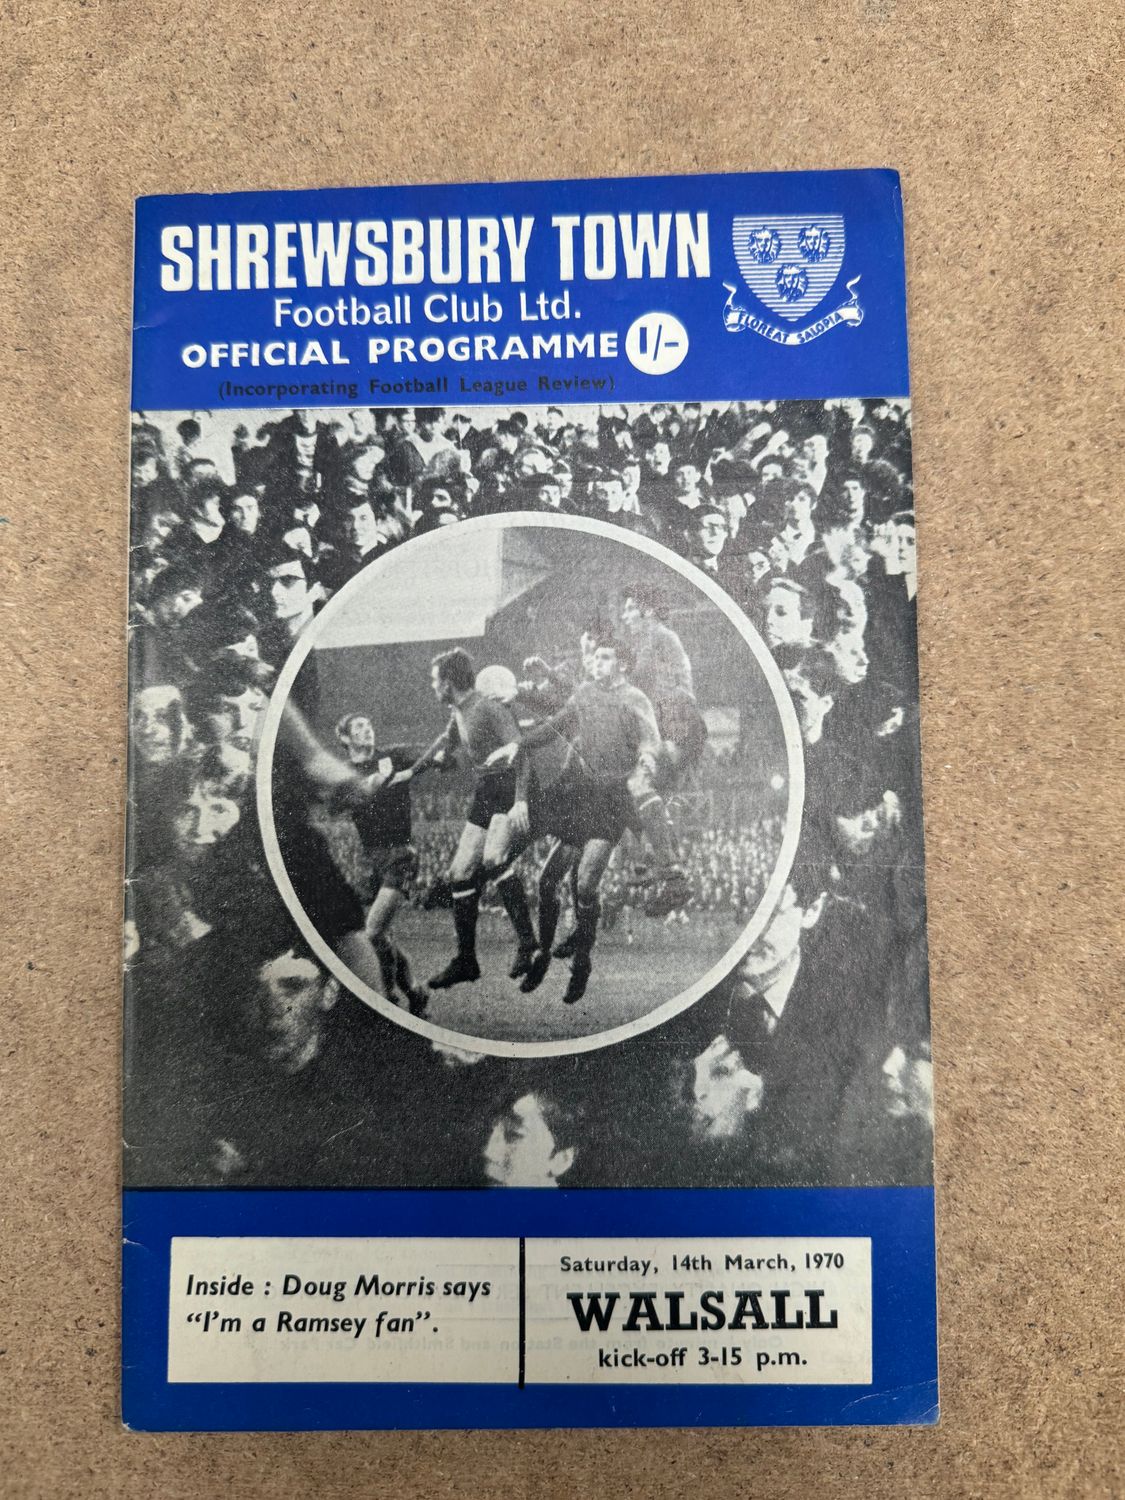 SHREWSBURY TOWN
Football Club Ltd.
OFFICIAL PROGRAMME 1/-
(Incorporating Football League Review)
FLOREAT SALOPIA
Inside : Doug Morris says
"I'm a Ramsey fan".
Saturday, 14th March, 1970
WALSALL
kick-off 3-15 p.m.